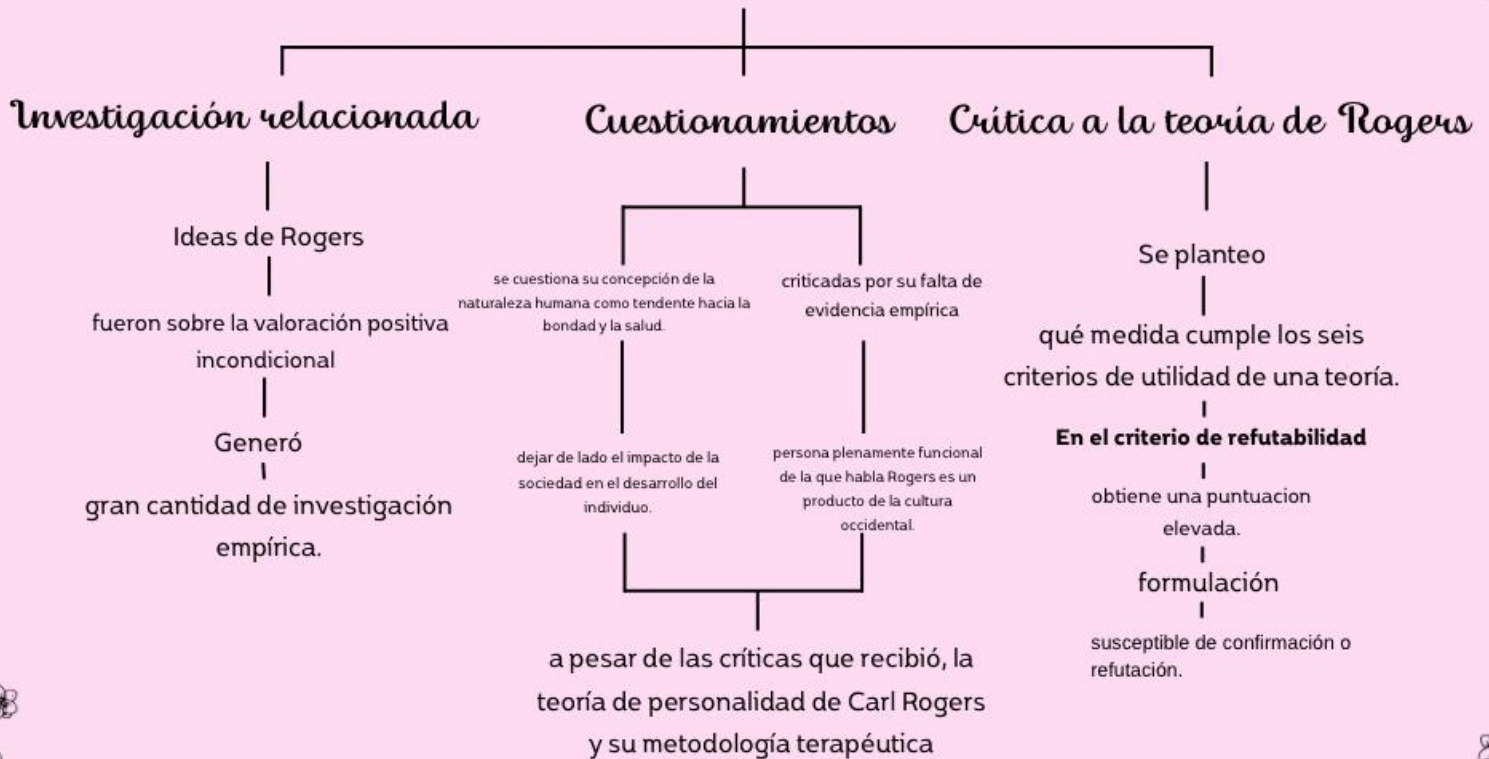 Investigación relacionada
Ideas de Rogers
fueron sobre la valoración positiva
incondicional
Generó
gran cantidad de investigación
empírica.
Cuestionamientos
se cuestiona su concepción de la
naturaleza humana como tendente hacia la
bondad y la salud.
dejar de lado el impacto de la
sociedad en el desarrollo del
individuo.
criticadas por su falta de
evidencia empírica
persona plenamente funcional
de la que habla Rogers es un
producto de la cultura
occidental.
a pesar de las críticas que recibió, la
teoría de personalidad de Carl Rogers
y su metodología terapéutica
Crítica a la teoría de Rogers
Se planteo
qué medida cumple los seis
criterios de utilidad de una teoría.
En el criterio de refutabilidad
obtiene una puntuacion
elevada.
formulación
susceptible de confirmación o
refutación.